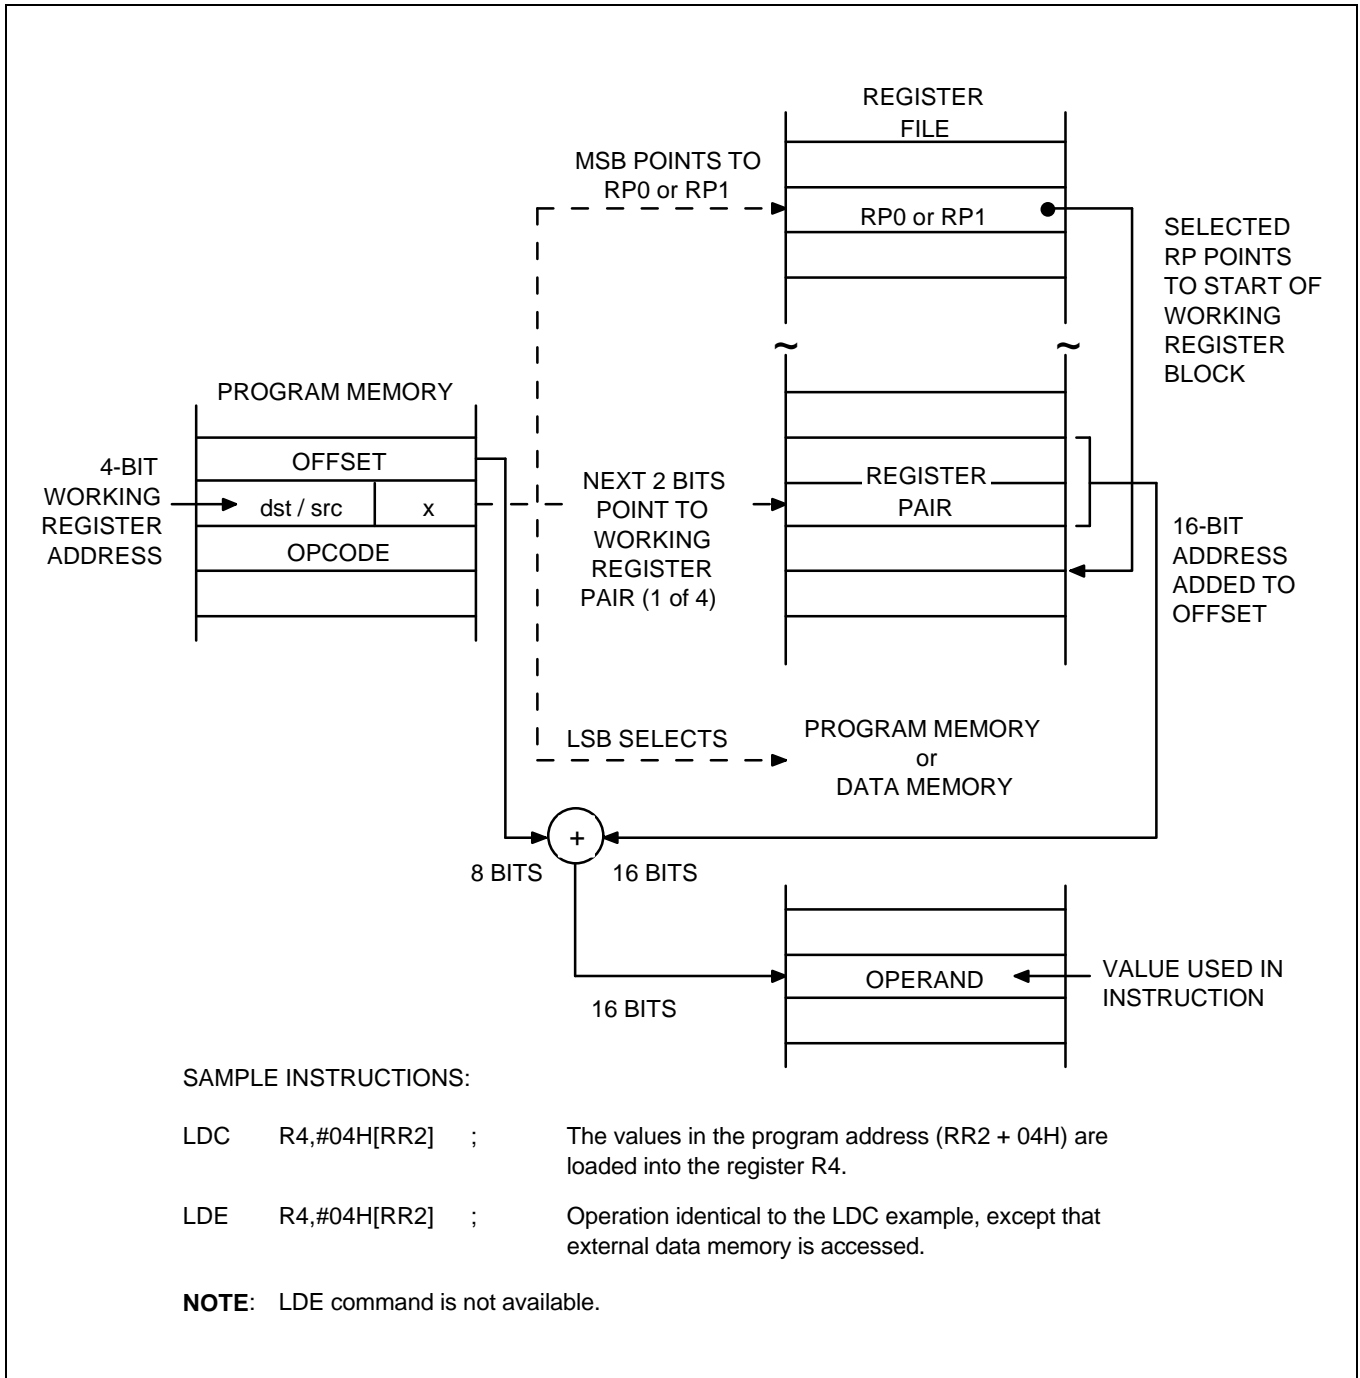 REGISTER
FILE
MSB POINTS TO
RP0 or RP1
RP0 or RP1
SELECTED
RP POINTS
TO START OF
WORKING
REGISTER
BLOCK
~ ~
PROGRAM MEMORY
4-BIT
WORKING
REGISTER
ADDRESS
OFFSET
dst / src x
OPCODE
NEXT 2 BITS
POINT TO
WORKING
REGISTER
PAIR (1 of 4)
REGISTER
PAIR
16-BIT
ADDRESS
ADDED TO
OFFSET
LSB SELECTS
PROGRAM MEMORY
or
DATA MEMORY
+
8 BITS
16 BITS
16 BITS
OPERAND
VALUE USED IN
INSTRUCTION
SAMPLE INSTRUCTIONS:
LDC R4,#04H[RR2] ; The values in the program address (RR2 + 04H) are
loaded into the register R4.
LDE R4,#04H[RR2] ; Operation identical to the LDC example, except that
external data memory is accessed.
NOTE: LDE command is not available.